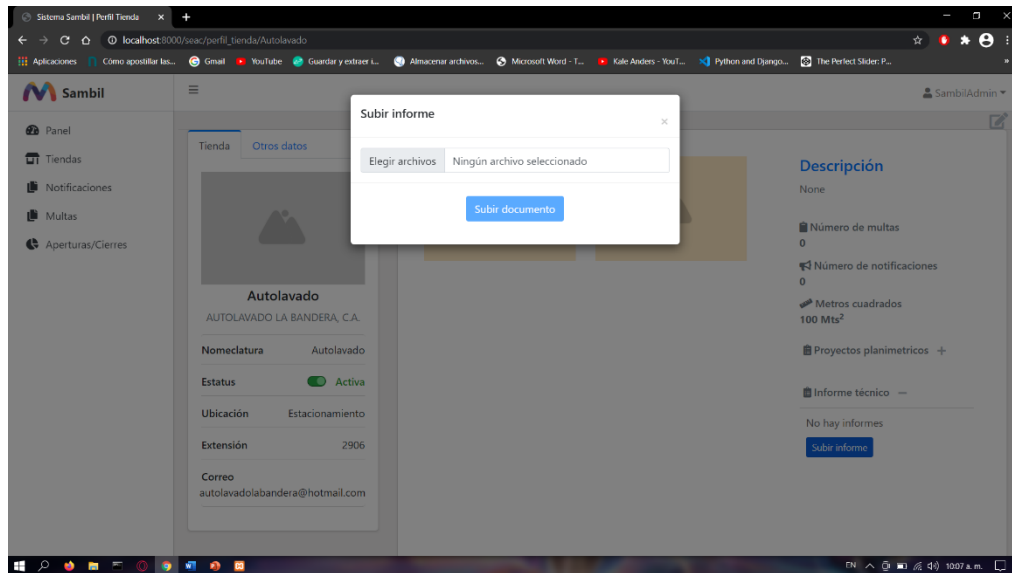 Sistema Sambil | Perfil Tienda
localhost:8000/seac/perfil_tienda/Autolavado
Aplicaciones Cómo apostillar las... Gmail YouTube Guardar y extraer i... Almacenar archivos... Microsoft Word - T... Kale Anders - YouT... Python and Django... The Perfect Slider: P...
Sambil
SambilAdmin
Panel
Tiendas
Notificaciones
Multas
Aperturas/Cierres
Subir informe
Elegir archivos Ningún archivo seleccionado
Subir documento
Tienda Otros datos
Autolavado
AUTOLAVADO LA BANDERA, C.A.
Nomeclatura Autolavado
Estatus Activa
Ubicación Estacionamiento
Extensión 2906
Correo
autolavadolabandera@hotmail.com
Descripción
None
Número de multas
0
Número de notificaciones
0
Metros cuadrados
100 Mts²
Proyectos planimetricos
Informe técnico
No hay informes
Subir informe
EN 10:07 a. m.